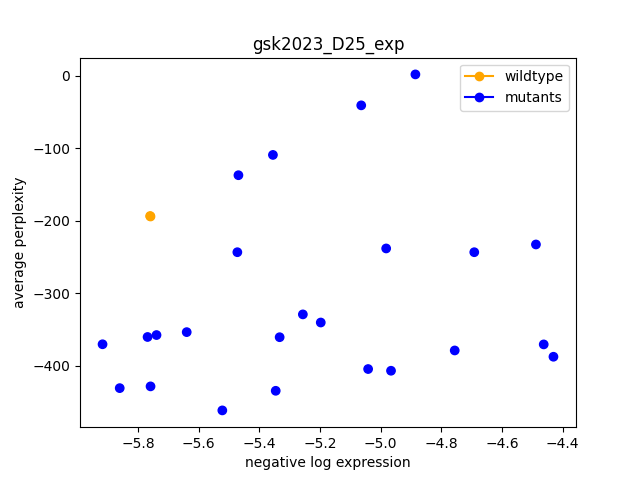 gsk2023_D25_exp
wildtype
mutants
average perplexity
0
−100
−200
−300
−400
−5.8
−5.6
−5.4
−5.2
−5.0
−4.8
−4.6
−4.4
negative log expression